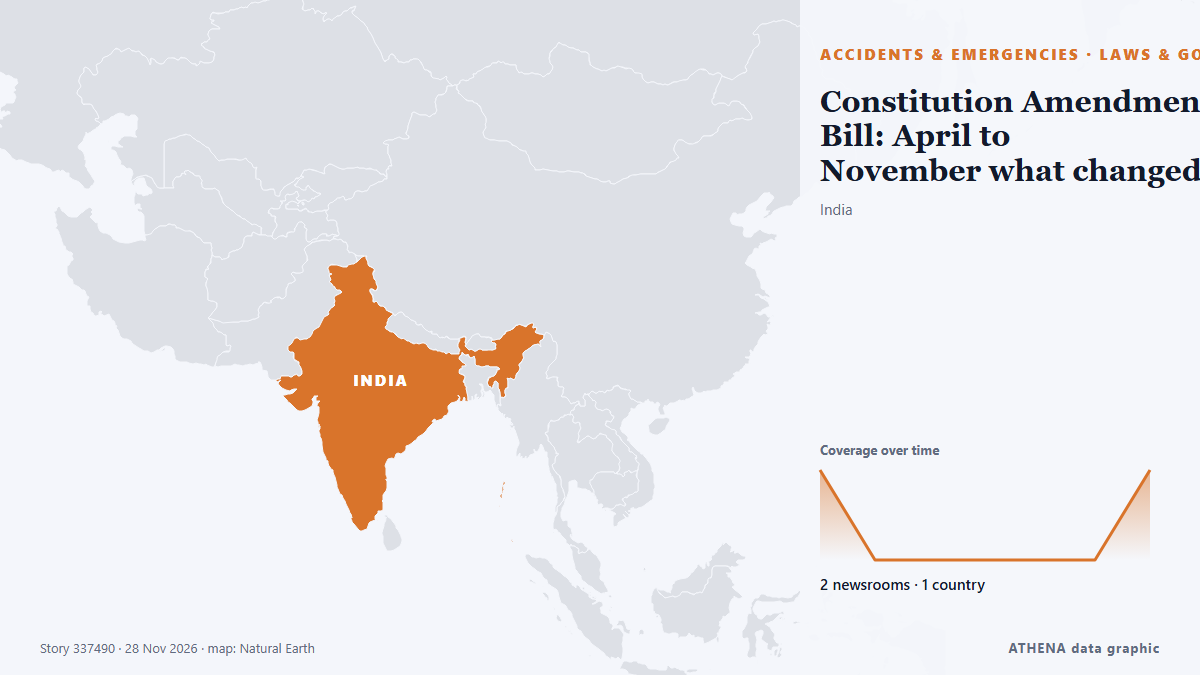 ACCIDENTS & EMERGENCIES · LAWS & GO
Constitution Amendmen
Bill: April to
November what changed
India
INDIA
Coverage over time
2 newsrooms · 1 country
Story 337490 · 28 Nov 2026 · map: Natural Earth
ATHENA data graphic